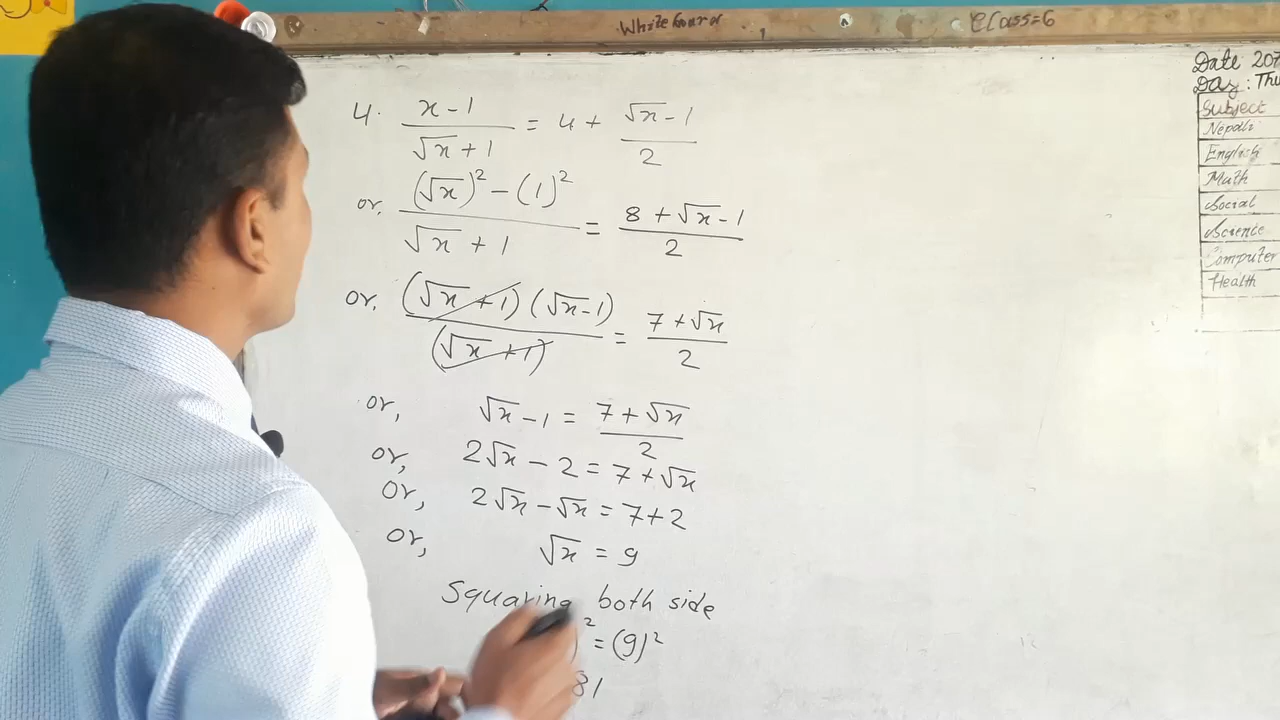 White board
Class=6
Date 207
Day: Thu
Subject
Nepali
English
Math
Social
Science
Computer
Health
4. (x-1)/(√x+1) = 4 + (√x-1)/2
or, ((√x)² - (1)²)/(√x+1) = (8+√x-1)/2
or, ((√x+1)(√x-1))/((√x+1)) = (7+√x)/2
or, √x-1 = (7+√x)/2
or, 2√x - 2 = 7+√x
or, 2√x - √x = 7+2
or, √x = 9
Squaring both side
)² = (9)²
81